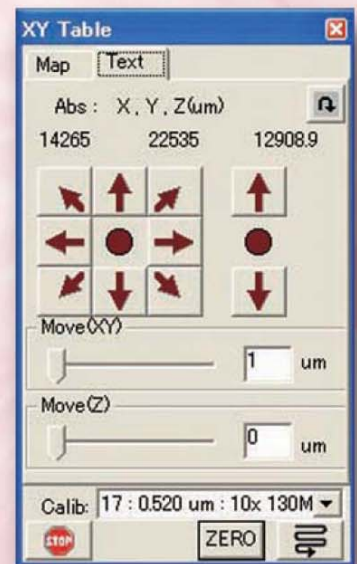 XY Table
Map Text
Abs : X , Y , Z(um)
14265 22535 12908.9
Move(XY)
1 um
Move(Z)
0 um
Calib: 17 : 0.520 um : 10x 130M
STOP ZERO